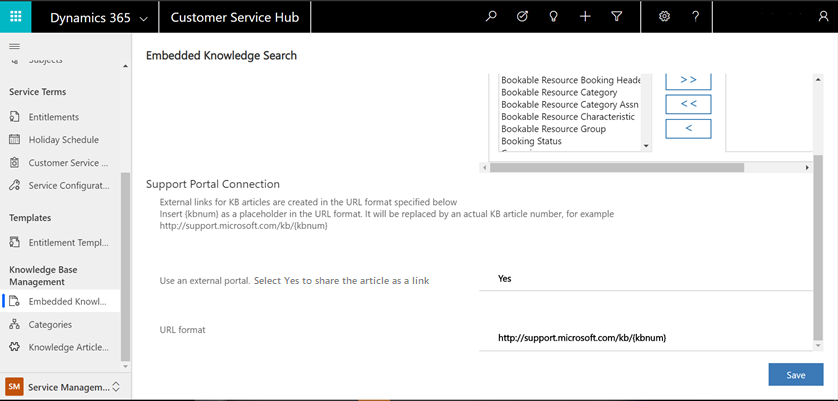 Dynamics 365
Customer Service Hub
Subjects
Service Terms
Entitlements
Holiday Schedule
Customer Service ...
Service Configurat...
Templates
Entitlement Templ...
Knowledge Base
Management
Embedded Knowl...
Categories
Knowledge Article...
SM Service Managem...
Embedded Knowledge Search
Bookable Resource Booking Heade
Bookable Resource Category
Bookable Resource Category Assn
Bookable Resource Characteristic
Bookable Resource Group
Booking Status
> >
< <
<
Support Portal Connection
External links for KB articles are created in the URL format specified below
Insert {kbnum} as a placeholder in the URL format. It will be replaced by an actual KB article number, for example
http://support.microsoft.com/kb/{kbnum}
Use an external portal. Select Yes to share the article as a link
Yes
URL format
http://support.microsoft.com/kb/{kbnum}
Save